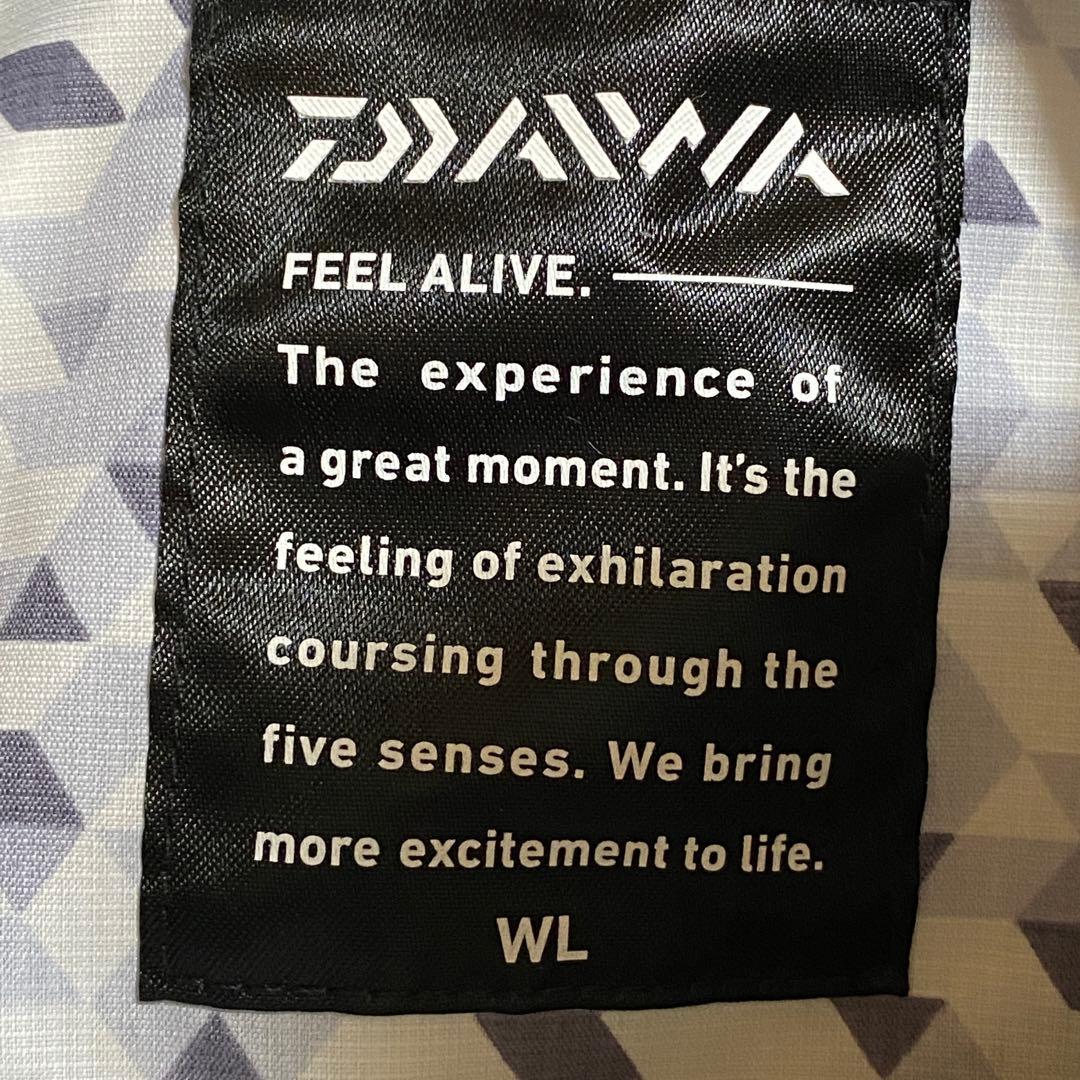 DAIWA
FEEL ALIVE.
The experience of
a great moment. It's the
feeling of exhilaration
coursing through the
five senses. We bring
more excitement to life.
WL